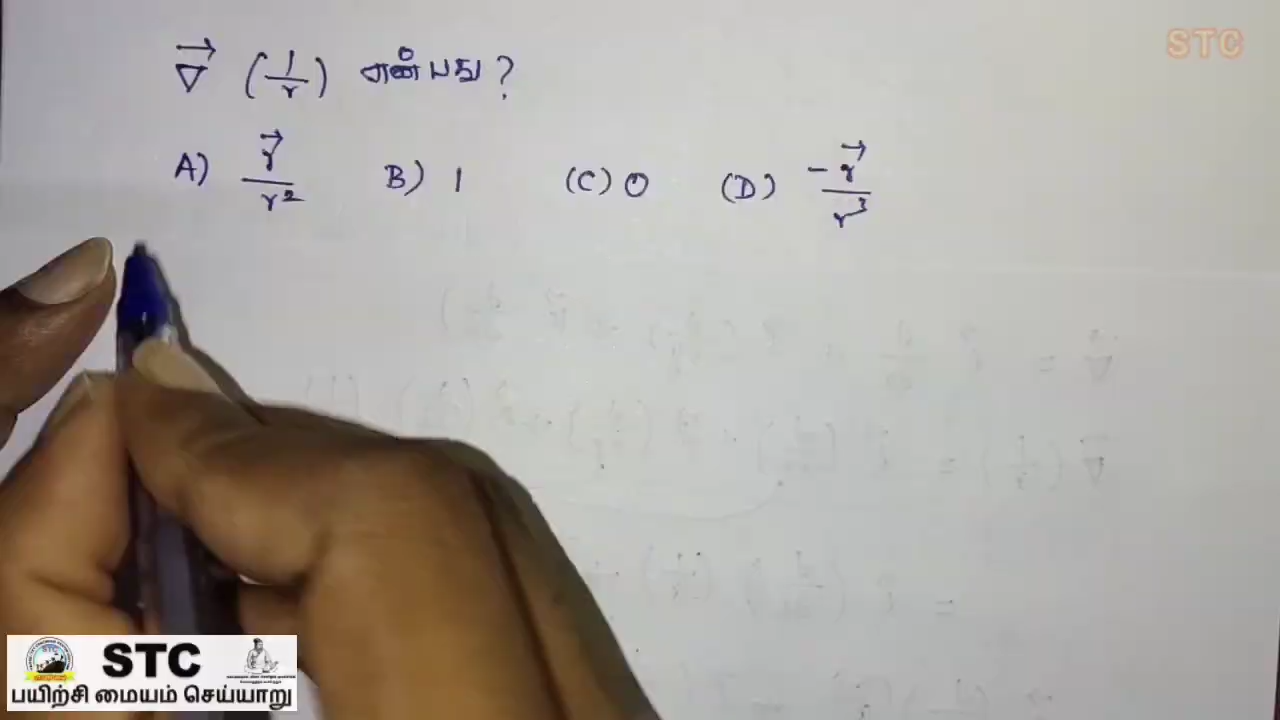 STC
∇⃗ (1/r) என்பது?
A) r⃗/r² B) 1 (C) 0 (D) -r⃗/r³
STC
பயிற்சி மையம் செய்யாறு